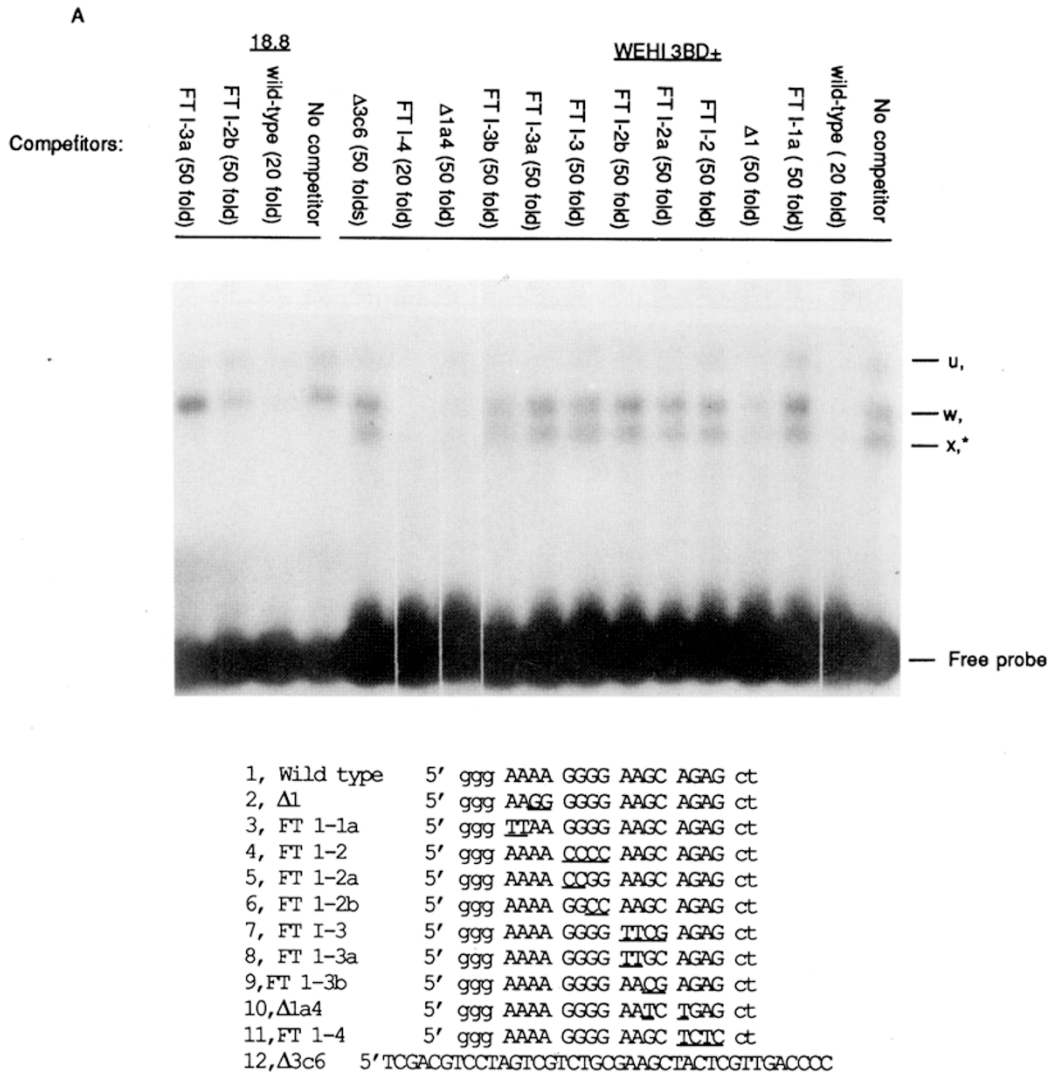 A
18.8
WEHI 3BD+
Competitors:
FT I-3a (50 fold)
FT I-2b (50 fold)
wild-type (20 fold)
No competitor
Δ3c6 (50 folds)
FT I-4 (20 fold)
Δ1a4 (50 fold)
FT I-3b (50 fold)
FT I-3a (50 fold)
FT I-3 (50 fold)
FT I-2b (50 fold)
FT I-2a (50 fold)
FT I-2 (50 fold)
Δ1 (50 fold)
FT I-1a ( 50 fold)
wild-type ( 20 fold)
No competitor
u,
w,
x,*
Free probe
1, Wild type 5' ggg AAAA GGGG AAGC AGAG ct
2, Δ1 5' ggg AAGG GGGG AAGC AGAG ct
3, FT 1-1a 5' ggg TTAA GGGG AAGC AGAG ct
4, FT 1-2 5' ggg AAAA CCCC AAGC AGAG ct
5, FT 1-2a 5' ggg AAAA CCGG AAGC AGAG ct
6, FT 1-2b 5' ggg AAAA GGCC AAGC AGAG ct
7, FT I-3 5' ggg AAAA GGGG TTCG AGAG ct
8, FT 1-3a 5' ggg AAAA GGGG TTGC AGAG ct
9,FT 1-3b 5' ggg AAAA GGGG AACG AGAG ct
10,Δ1a4 5' ggg AAAA GGGG AATC TGAG ct
11,FT 1-4 5' ggg AAAA GGGG AAGC TCTC ct
12,Δ3c6 5'TCGACGTCCTAGTCGTCTGCGAAGCTACTCGTTGACCCC